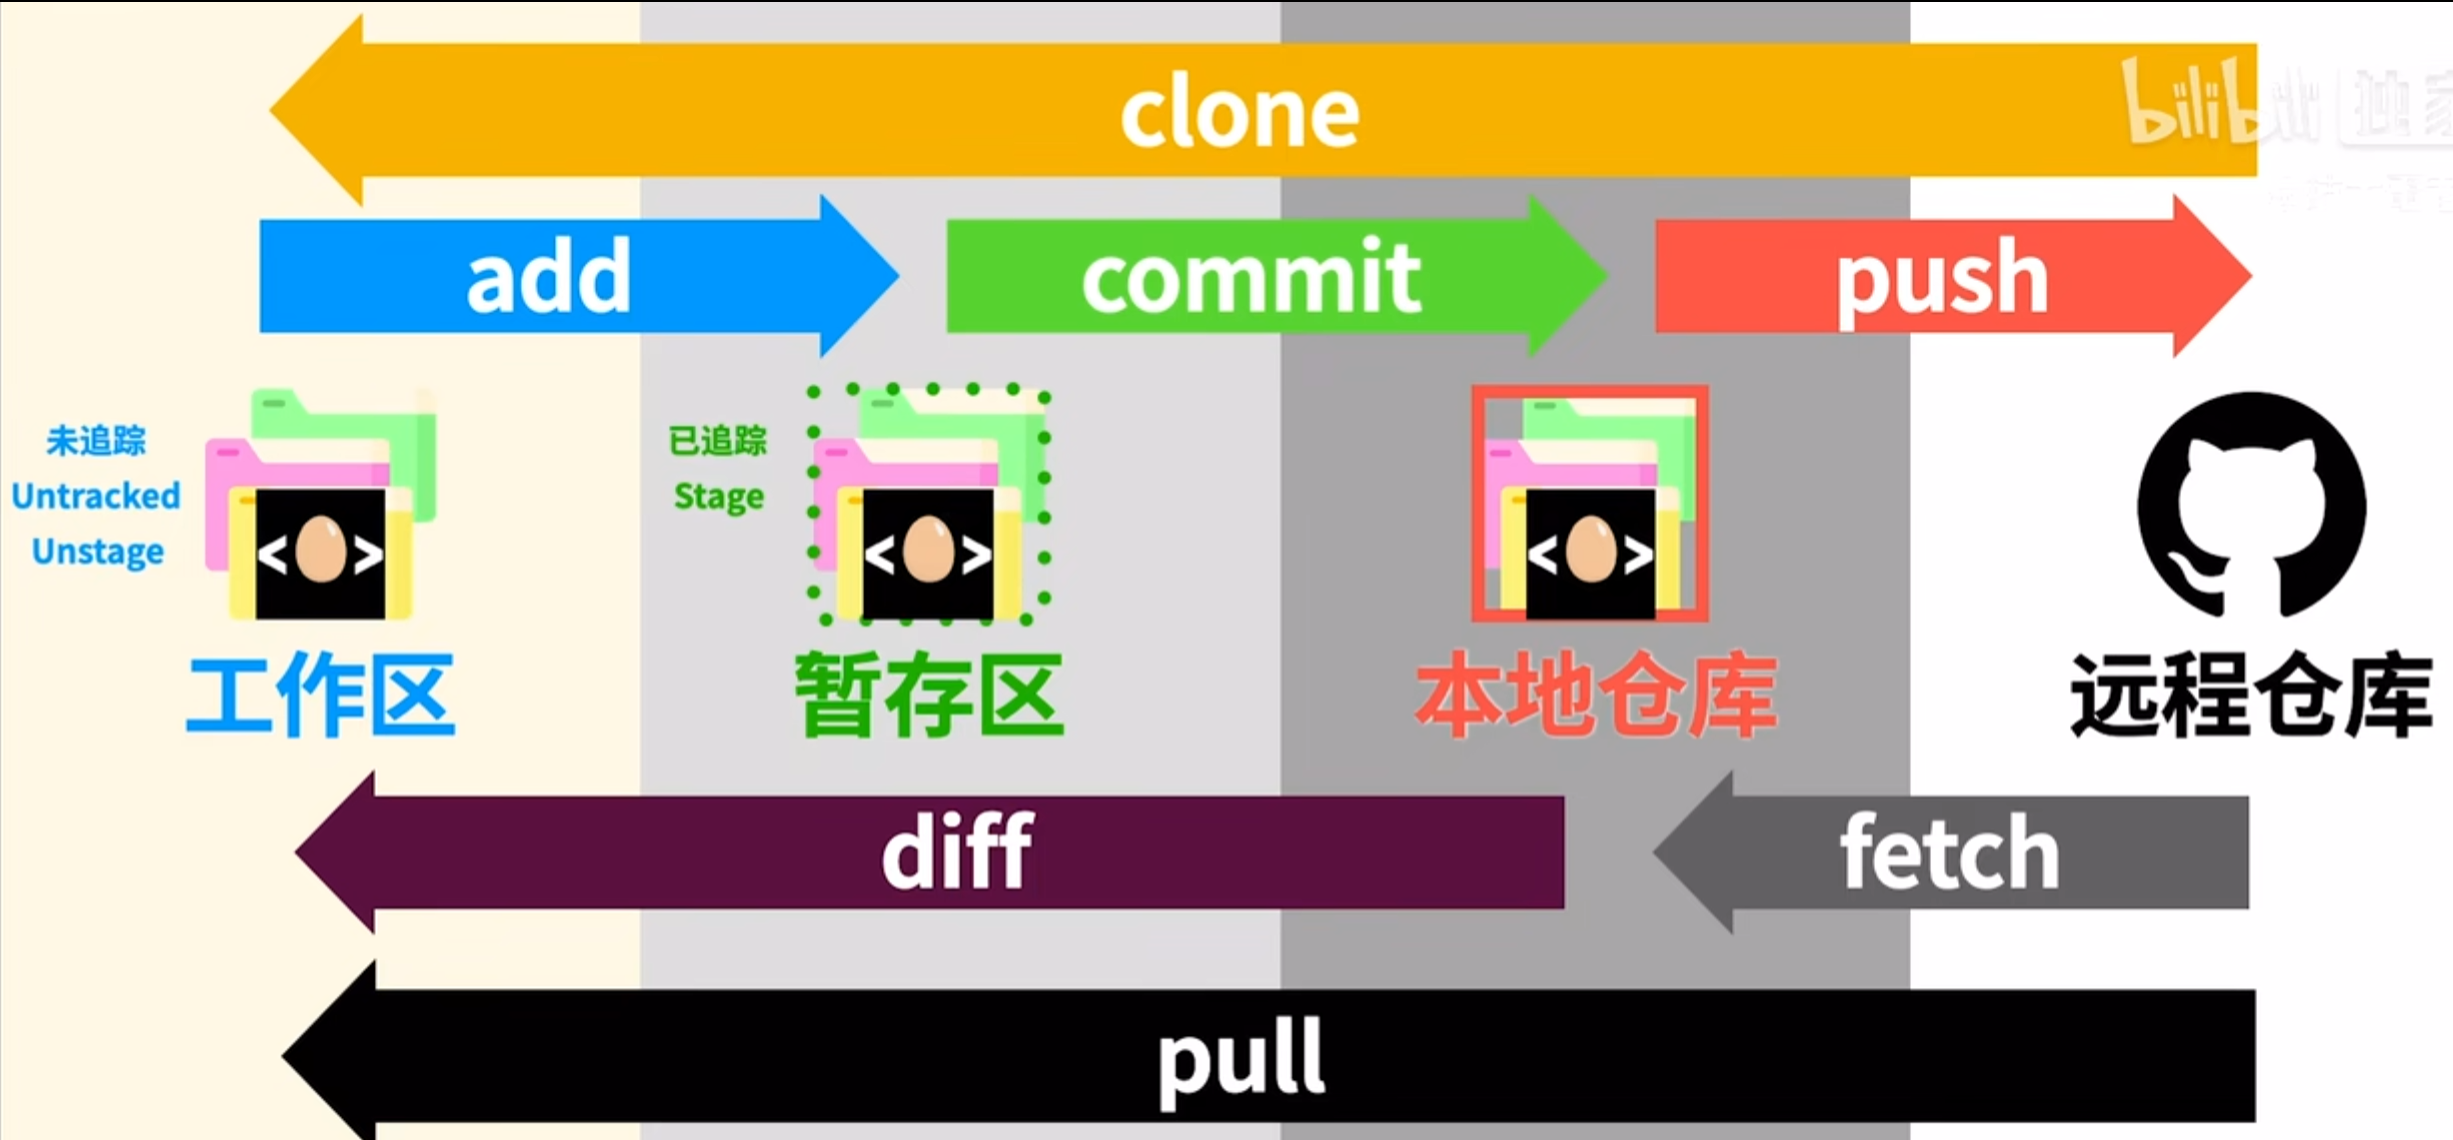 clone
bilibili 独家
add
commit
push
未追踪
Untracked
Unstage
已追踪
Stage
< >
< >
< >
工作区
暂存区
本地仓库
远程仓库
diff
fetch
pull